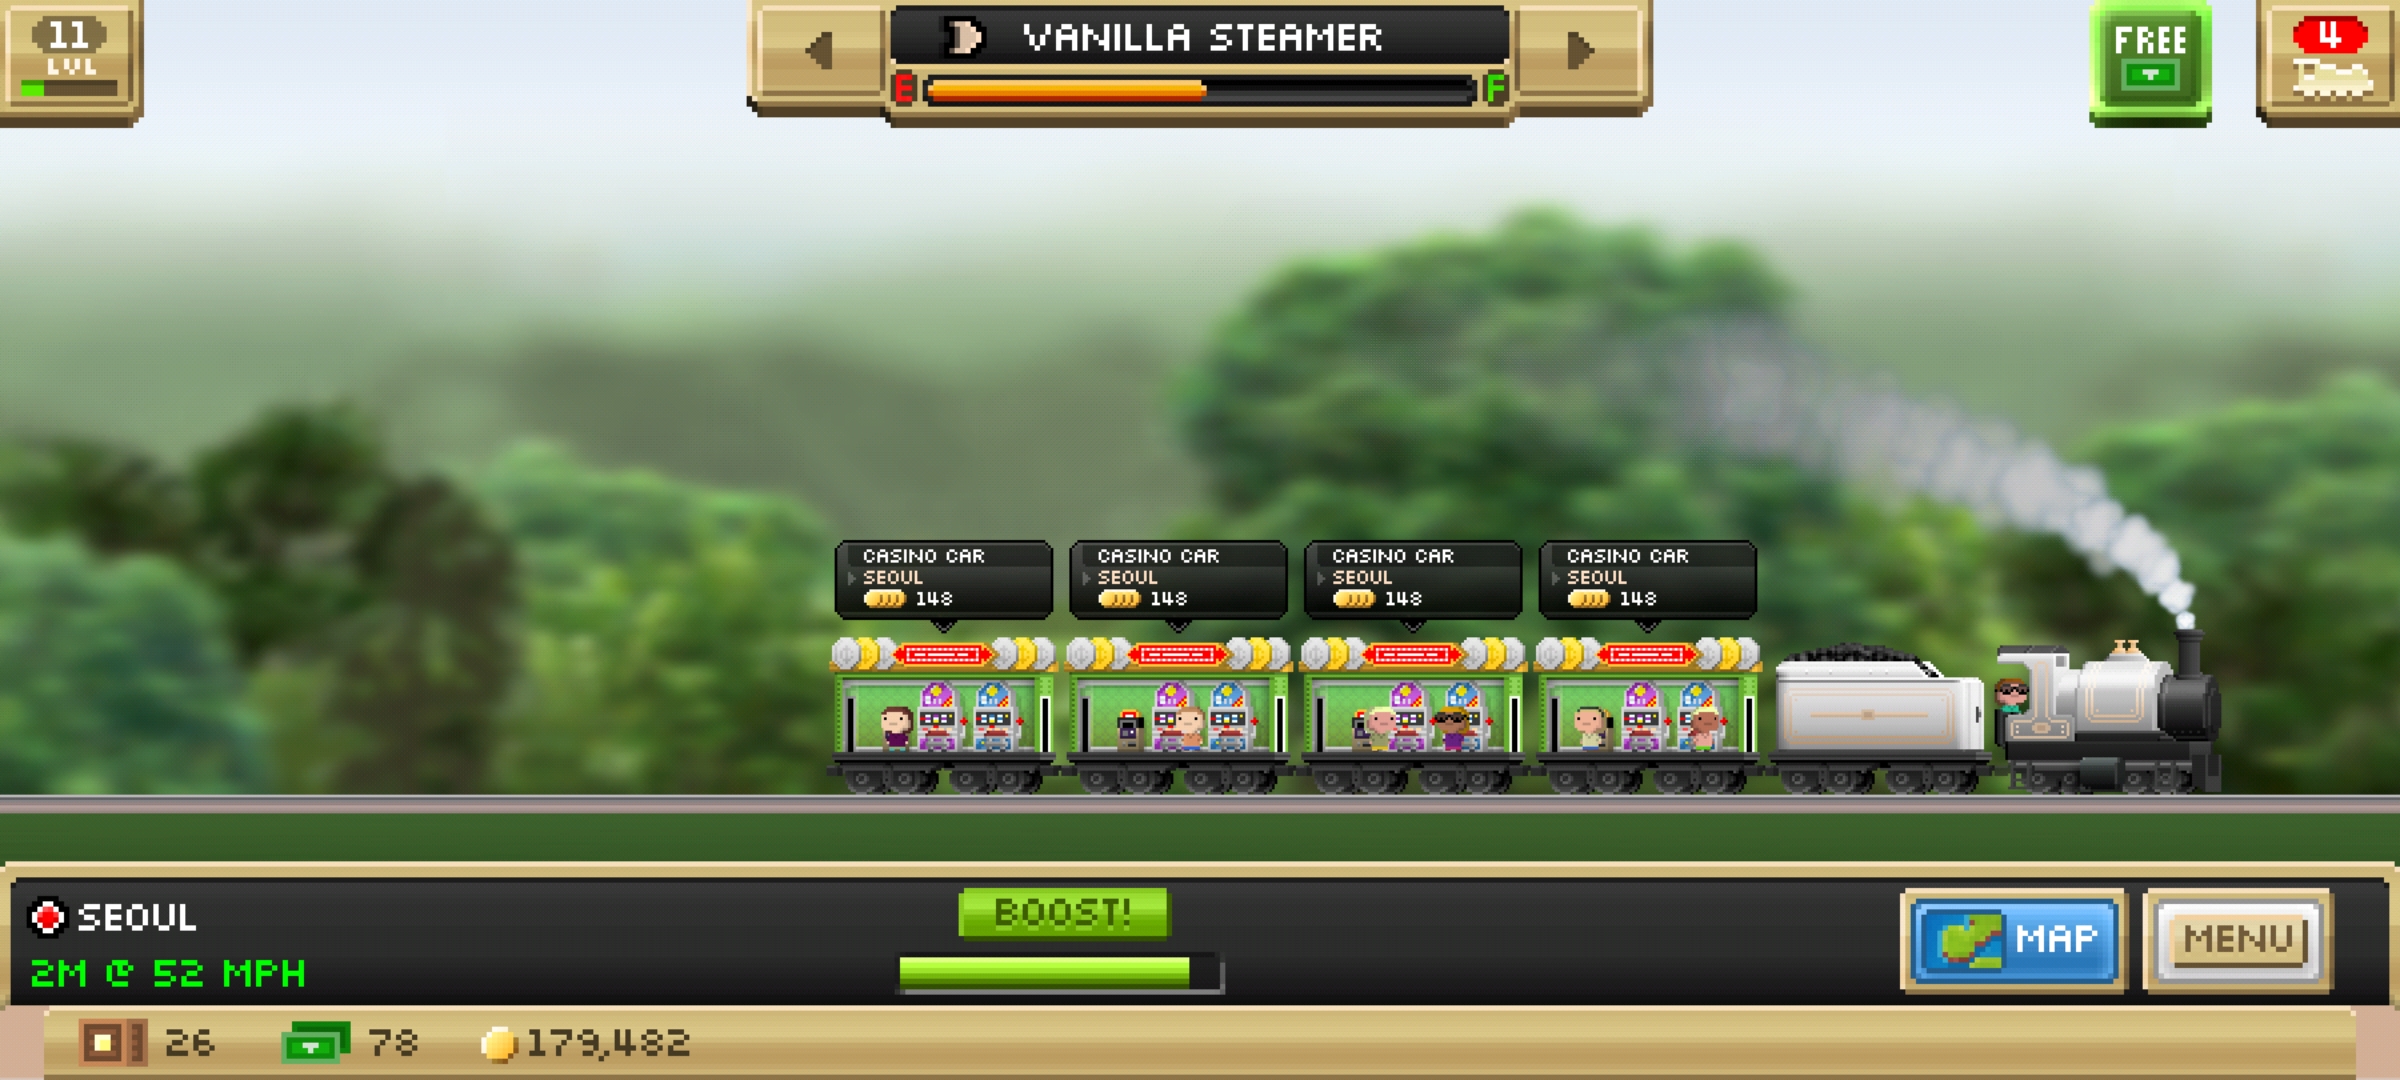 11
LVL
VANILLA STEAMER
E
F
FREE
4
CASINO CAR
SEOUL
148
CASINO CAR
SEOUL
148
CASINO CAR
SEOUL
148
CASINO CAR
SEOUL
148
SEOUL
2M @ 52 MPH
BOOST!
MAP
MENU
26
78
179,482